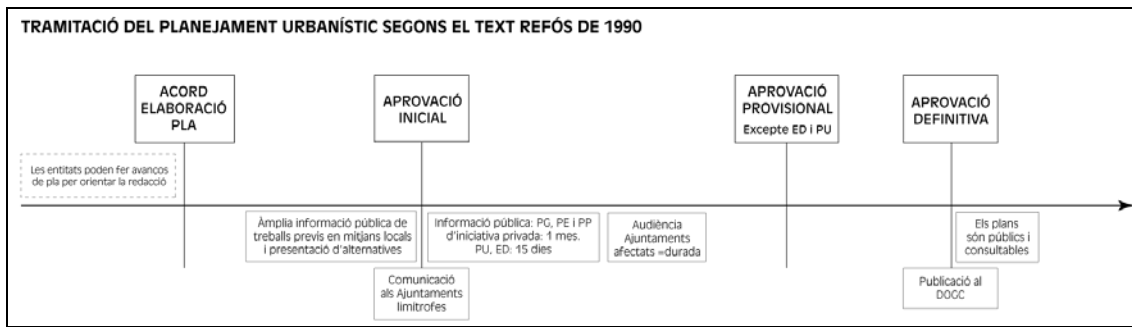 TRAMITACIÓ DEL PLANEJAMENT URBANÍSTIC SEGONS EL TEXT REFÓS DE 1990
ACORD
ELABORACIÓ
PLA
APROVACIÓ
INICIAL
APROVACIÓ
PROVISIONAL
Excepte ED i PU
APROVACIÓ
DEFINITIVA
Les entitats poden fer avanços
de pla per orientar la redacció
Àmplia informació pública de
treballs previs en mitjans locals
i presentació d'alternatives
Informació pública: PG, PE i PP
d'iniciativa privada: 1 mes.
PU, ED: 15 dies
Audiència
Ajuntaments
afectats =durada
Els plans
són públics i
consultables
Comunicació
als Ajuntaments
limítrofes
Publicació al
DOGC